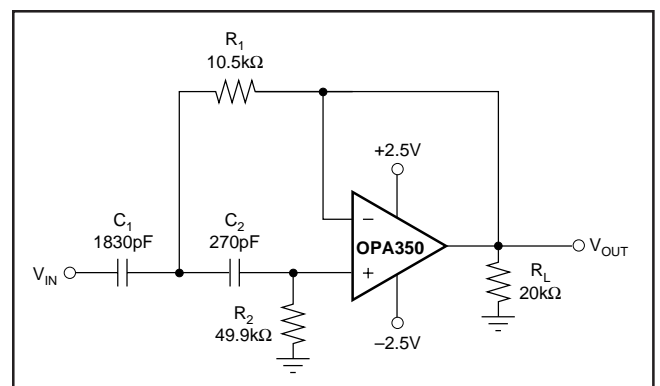 R1
10.5kΩ
+2.5V
C1
1830pF
C2
270pF
–
OPA350
+
VIN
VOUT
R2
49.9kΩ
RL
20kΩ
–2.5V